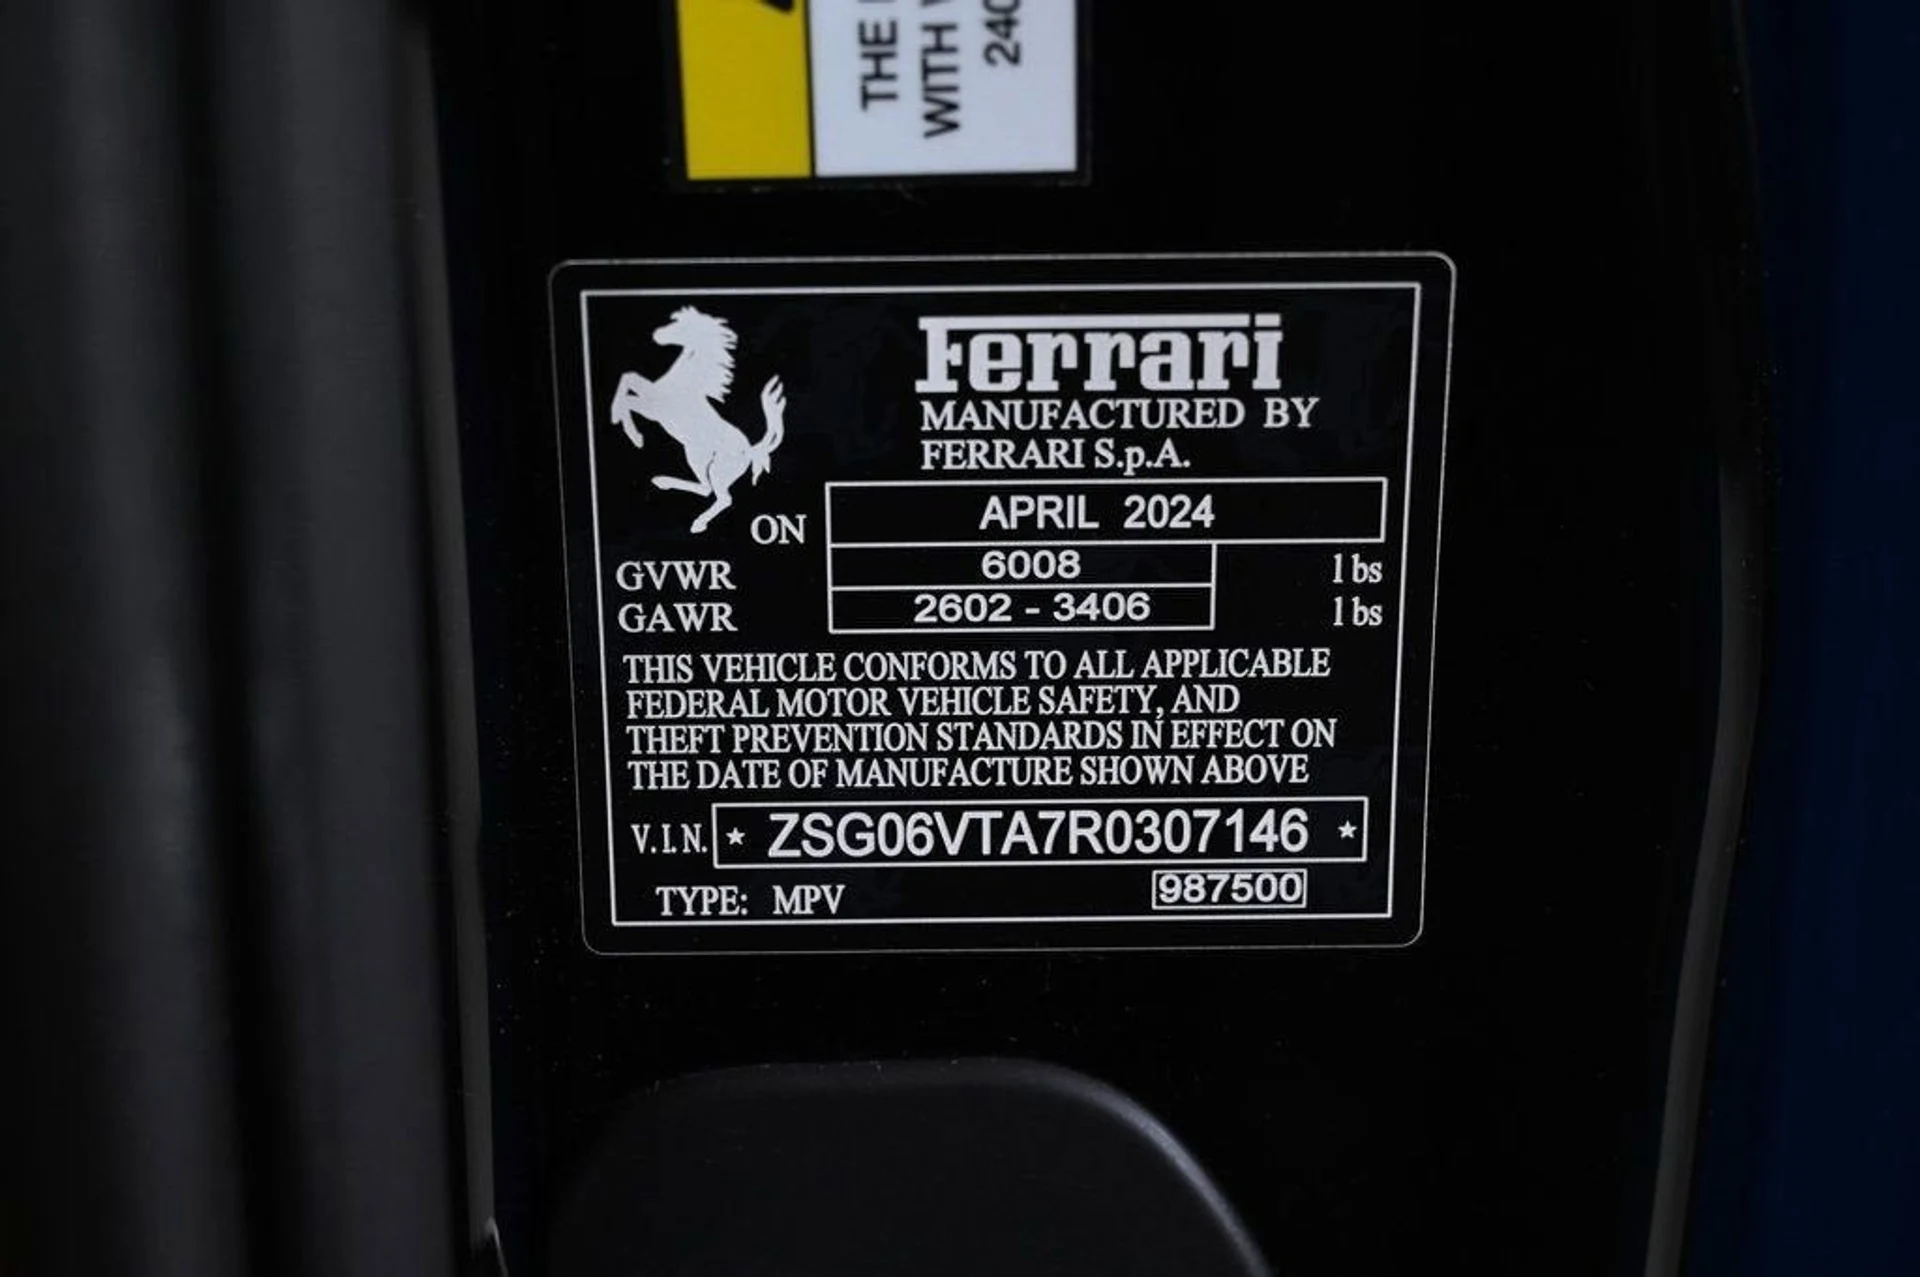 THE
WITH
240
Ferrari
MANUFACTURED BY
FERRARI S.p.A.
ON APRIL 2024
GVWR 6008 lbs
GAWR 2602 - 3406 lbs
THIS VEHICLE CONFORMS TO ALL APPLICABLE
FEDERAL MOTOR VEHICLE SAFETY, AND
THEFT PREVENTION STANDARDS IN EFFECT ON
THE DATE OF MANUFACTURE SHOWN ABOVE
V.I.N. ★ ZSG06VTA7R0307146 ★
TYPE: MPV 987500